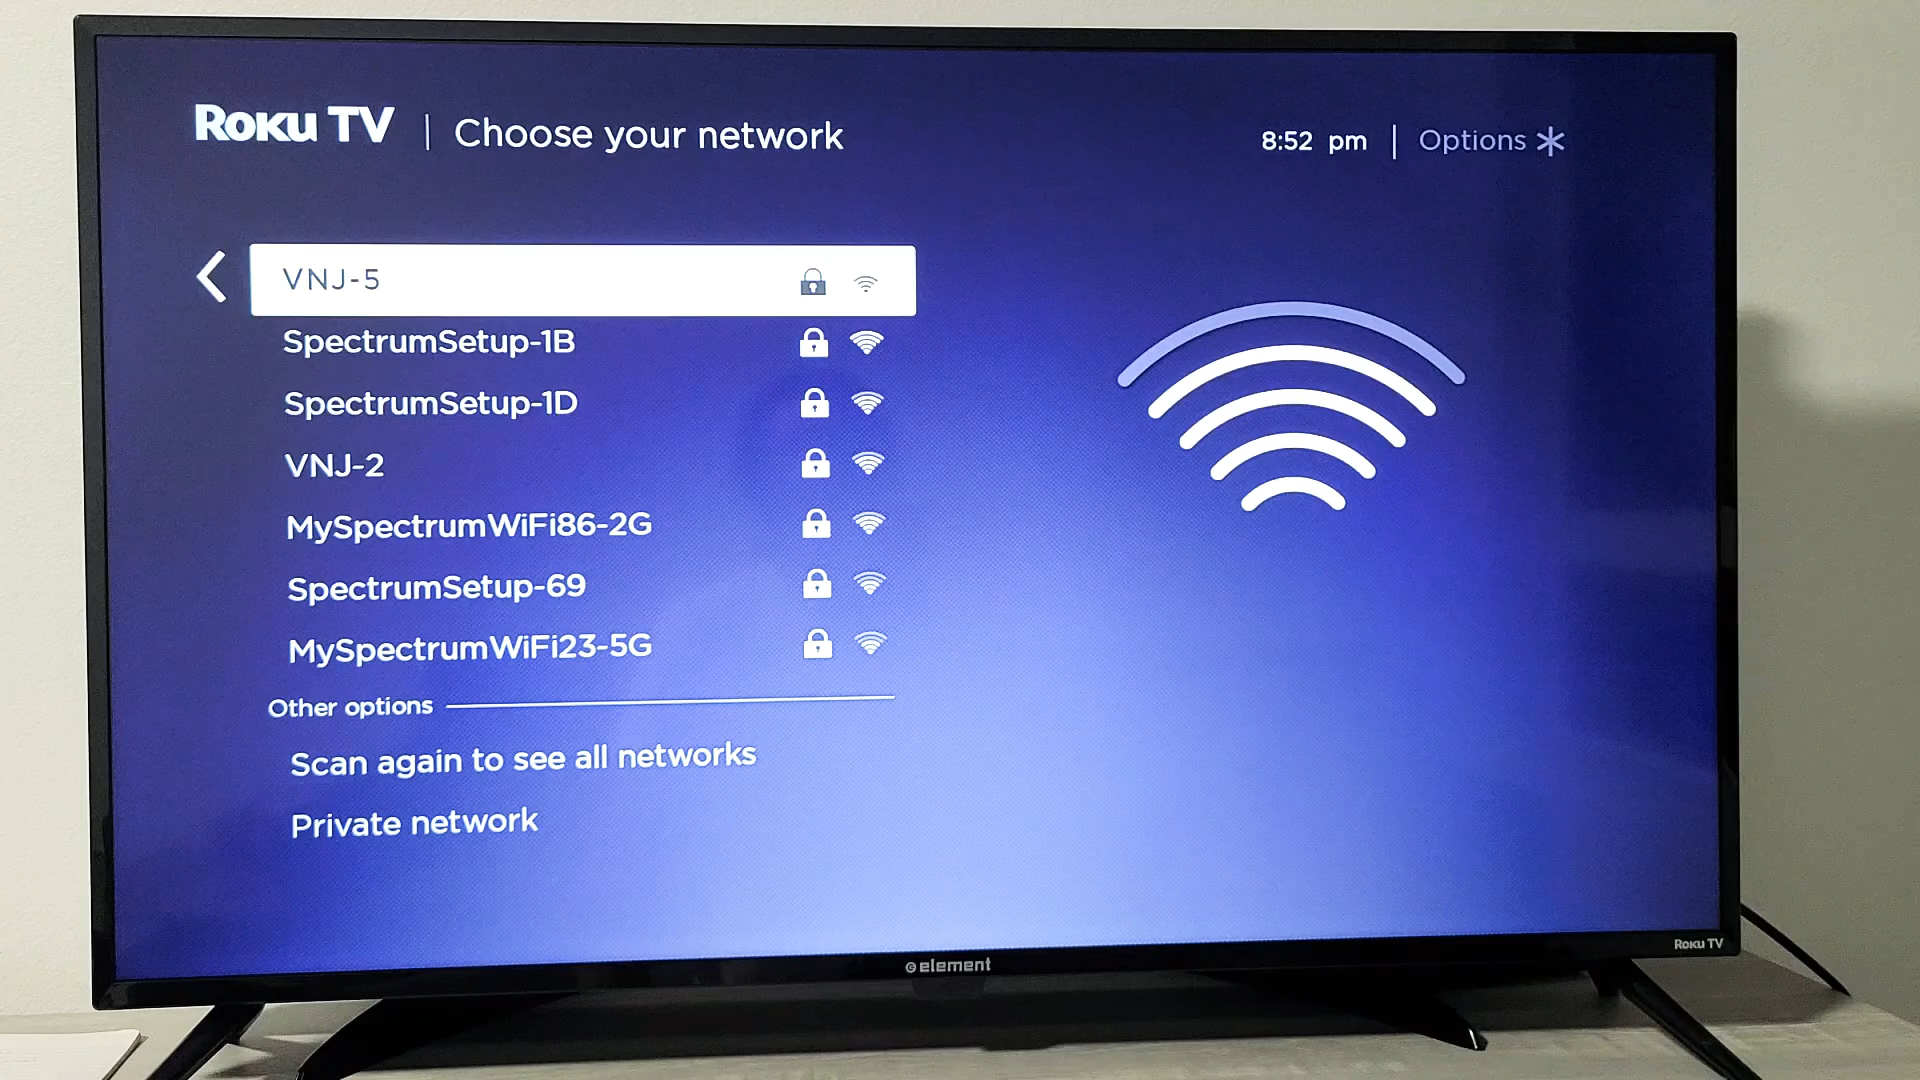 Roku TV | Choose your network
8:52 pm | Options *
VNJ-5
SpectrumSetup-1B
SpectrumSetup-1D
VNJ-2
MySpectrumWiFi86-2G
SpectrumSetup-69
MySpectrumWiFi23-5G
Other options
Scan again to see all networks
Private network
element
Roku TV